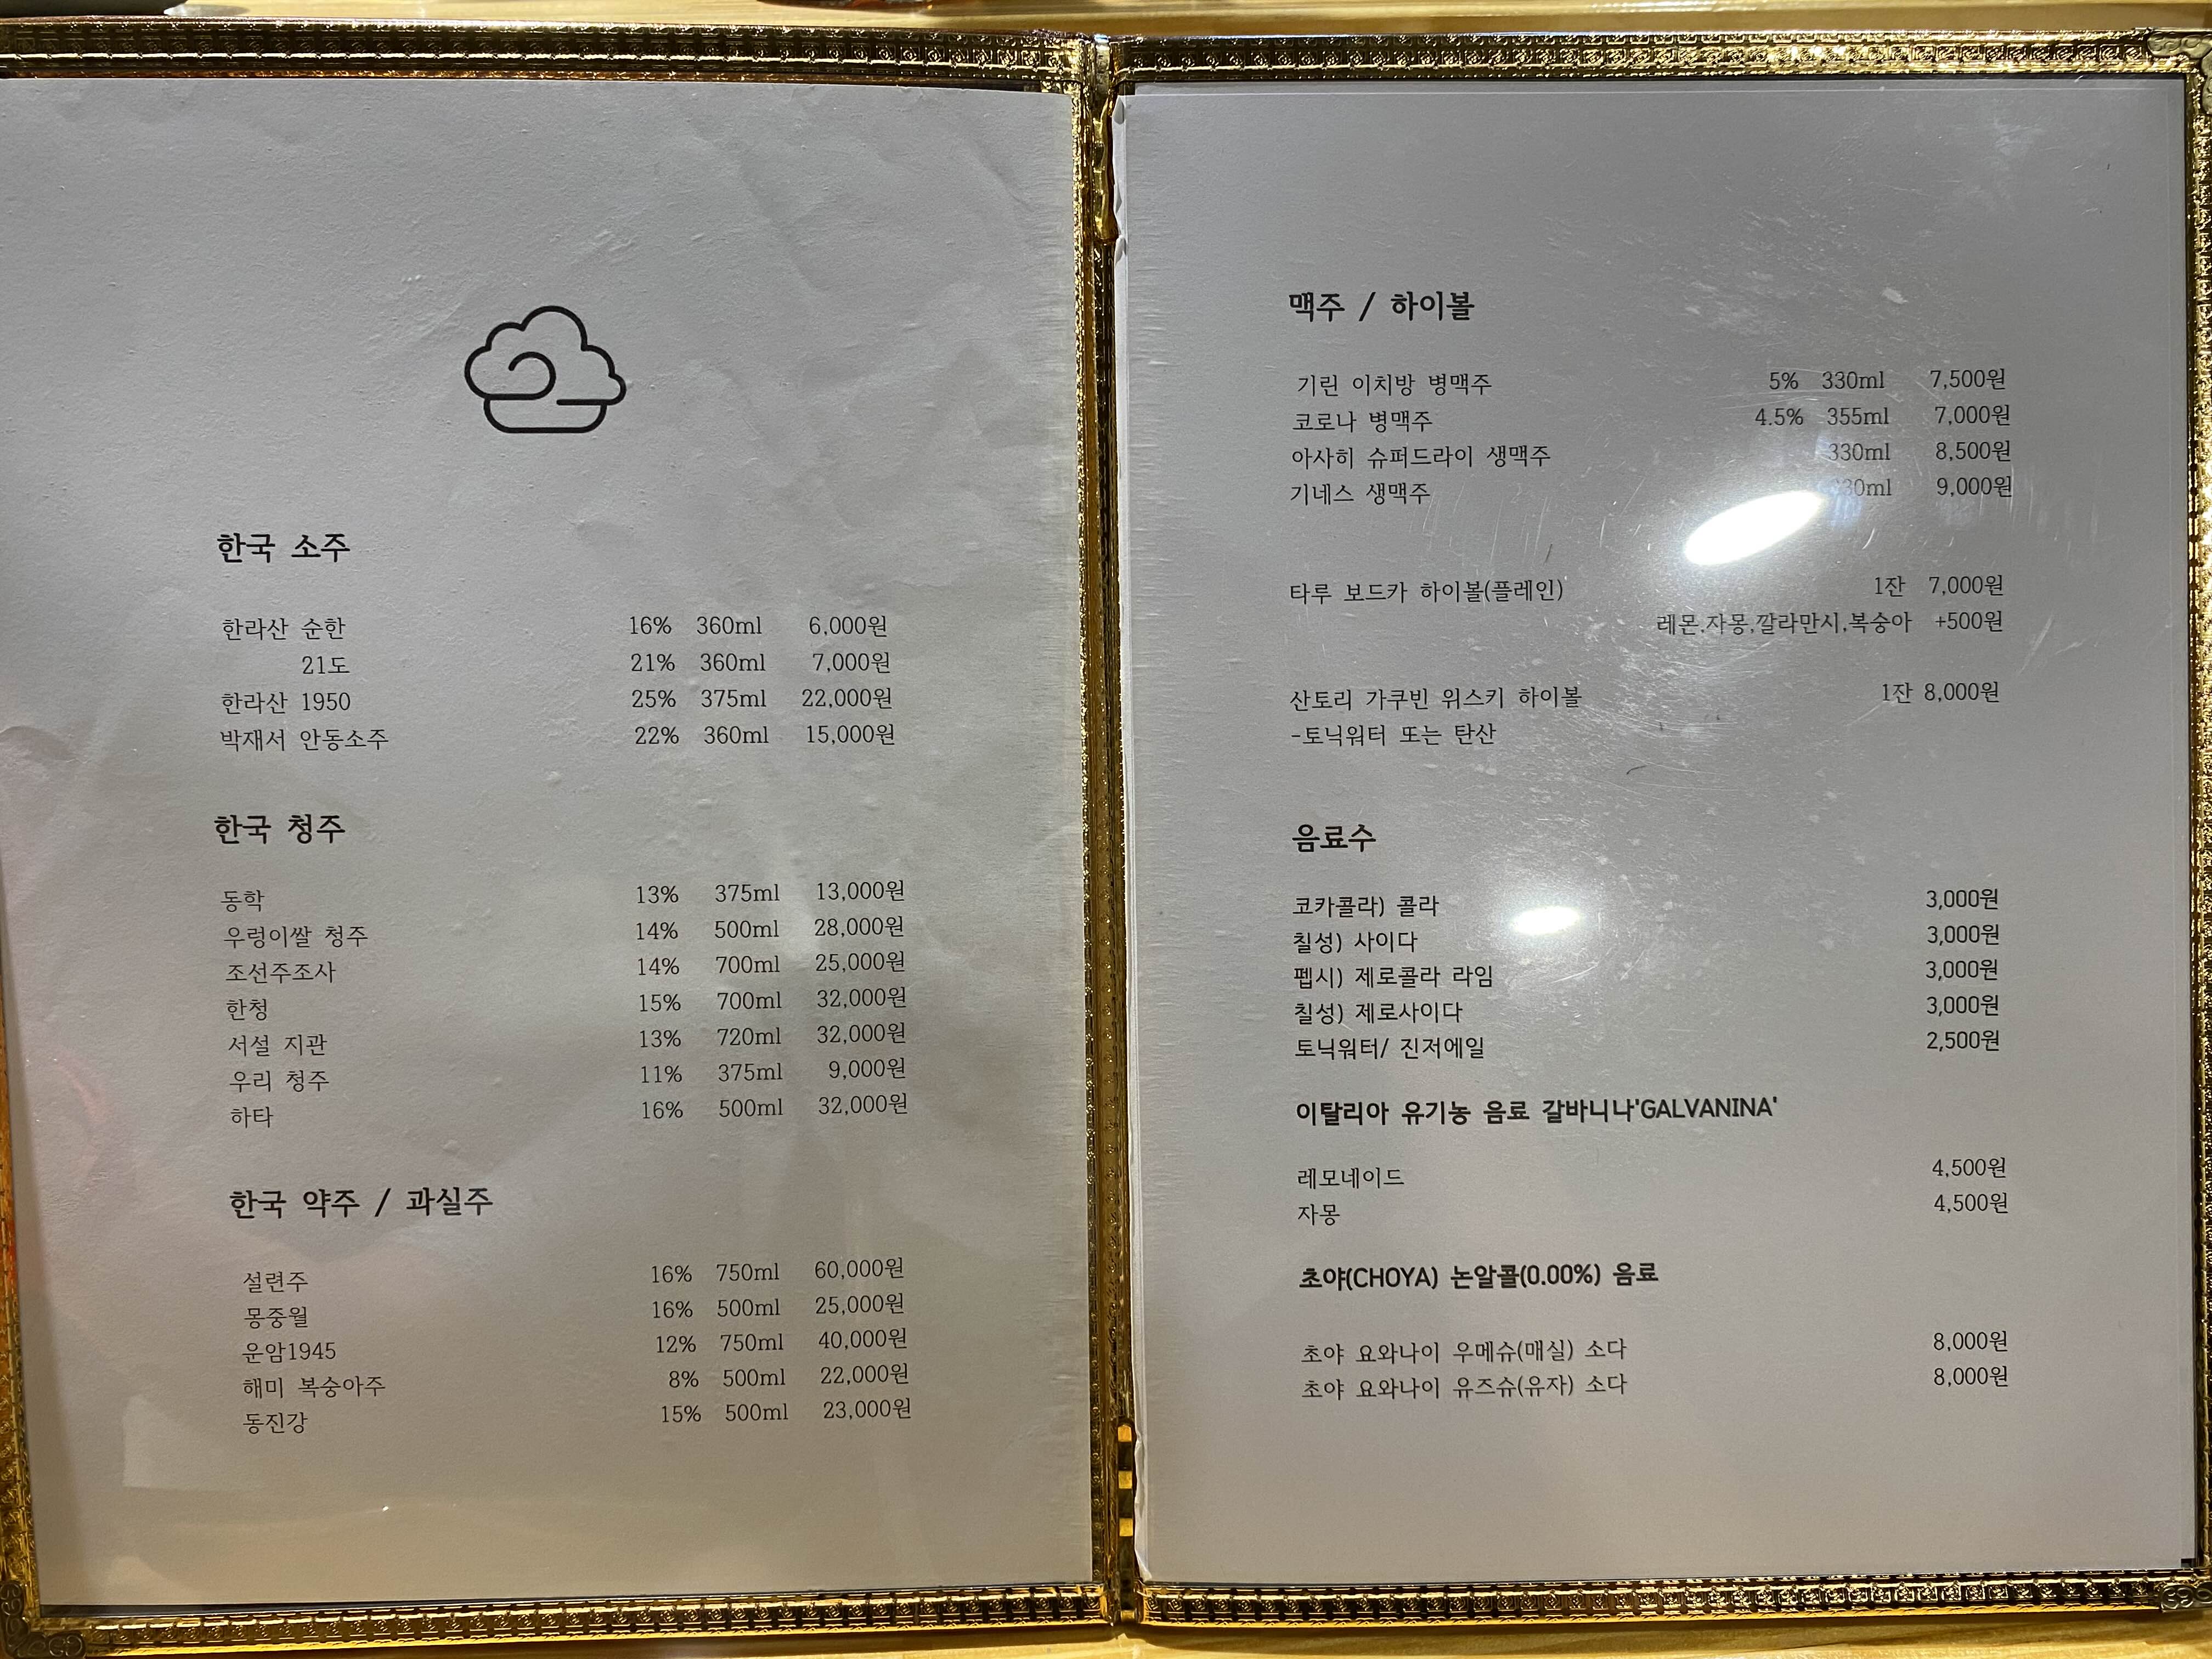 한국 소주
한라산 순한 16% 360ml 6,000원
21도 21% 360ml 7,000원
한라산 1950 25% 375ml 22,000원
박재서 안동소주 22% 360ml 15,000원
한국 청주
동학 13% 375ml 13,000원
우렁이쌀 청주 14% 500ml 28,000원
조선주조사 14% 700ml 25,000원
한청 15% 700ml 32,000원
서설 지관 13% 720ml 32,000원
우리 청주 11% 375ml 9,000원
하타 16% 500ml 32,000원
한국 약주 / 과실주
설련주 16% 750ml 60,000원
몽중월 16% 500ml 25,000원
운암1945 12% 750ml 40,000원
해미 복숭아주 8% 500ml 22,000원
동진강 15% 500ml 23,000원
맥주 / 하이볼
기린 이치방 병맥주 5% 330ml 7,500원
코로나 병맥주 4.5% 355ml 7,000원
아사히 슈퍼드라이 생맥주 330ml 8,500원
기네스 생맥주 330ml 9,000원
타루 보드카 하이볼(플레인) 1잔 7,000원
레몬,자몽,깔라만시,복숭아 +500원
산토리 가쿠빈 위스키 하이볼 1잔 8,000원
-토닉워터 또는 탄산
음료수
코카콜라) 콜라 3,000원
칠성) 사이다 3,000원
펩시) 제로콜라 라임 3,000원
칠성) 제로사이다 3,000원
토닉워터/ 진저에일 2,500원
이탈리아 유기농 음료 갈바니나'GALVANINA'
레모네이드 4,500원
자몽 4,500원
초야(CHOYA) 논알콜(0.00%) 음료
초야 요와나이 우메슈(매실) 소다 8,000원
초야 요와나이 유즈슈(유자) 소다 8,000원